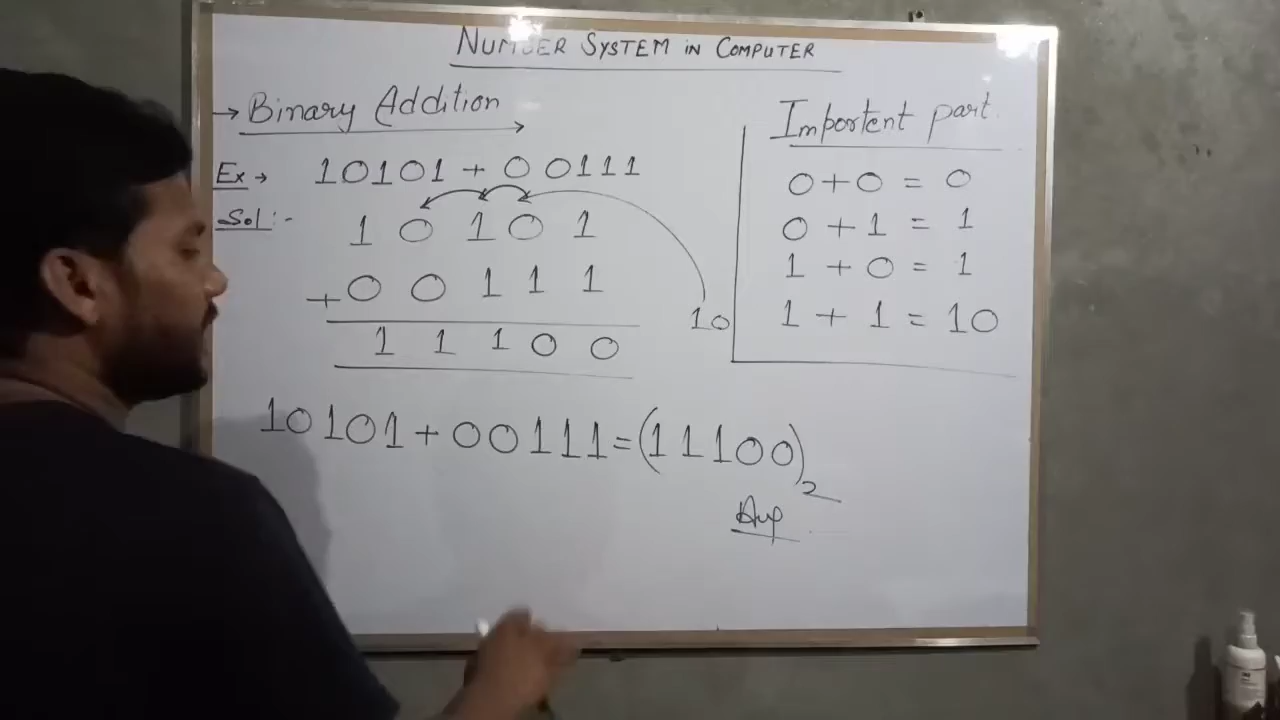 NUMBER SYSTEM IN COMPUTER
→ Binary Addition
Ex → 10101 + 00111
Sol :-
1 0 1 0 1
+ 0 0 1 1 1
1 1 1 0 0
10
10101 + 00111 = (11100)2
Importent part.
0 + 0 = 0
0 + 1 = 1
1 + 0 = 1
1 + 1 = 10